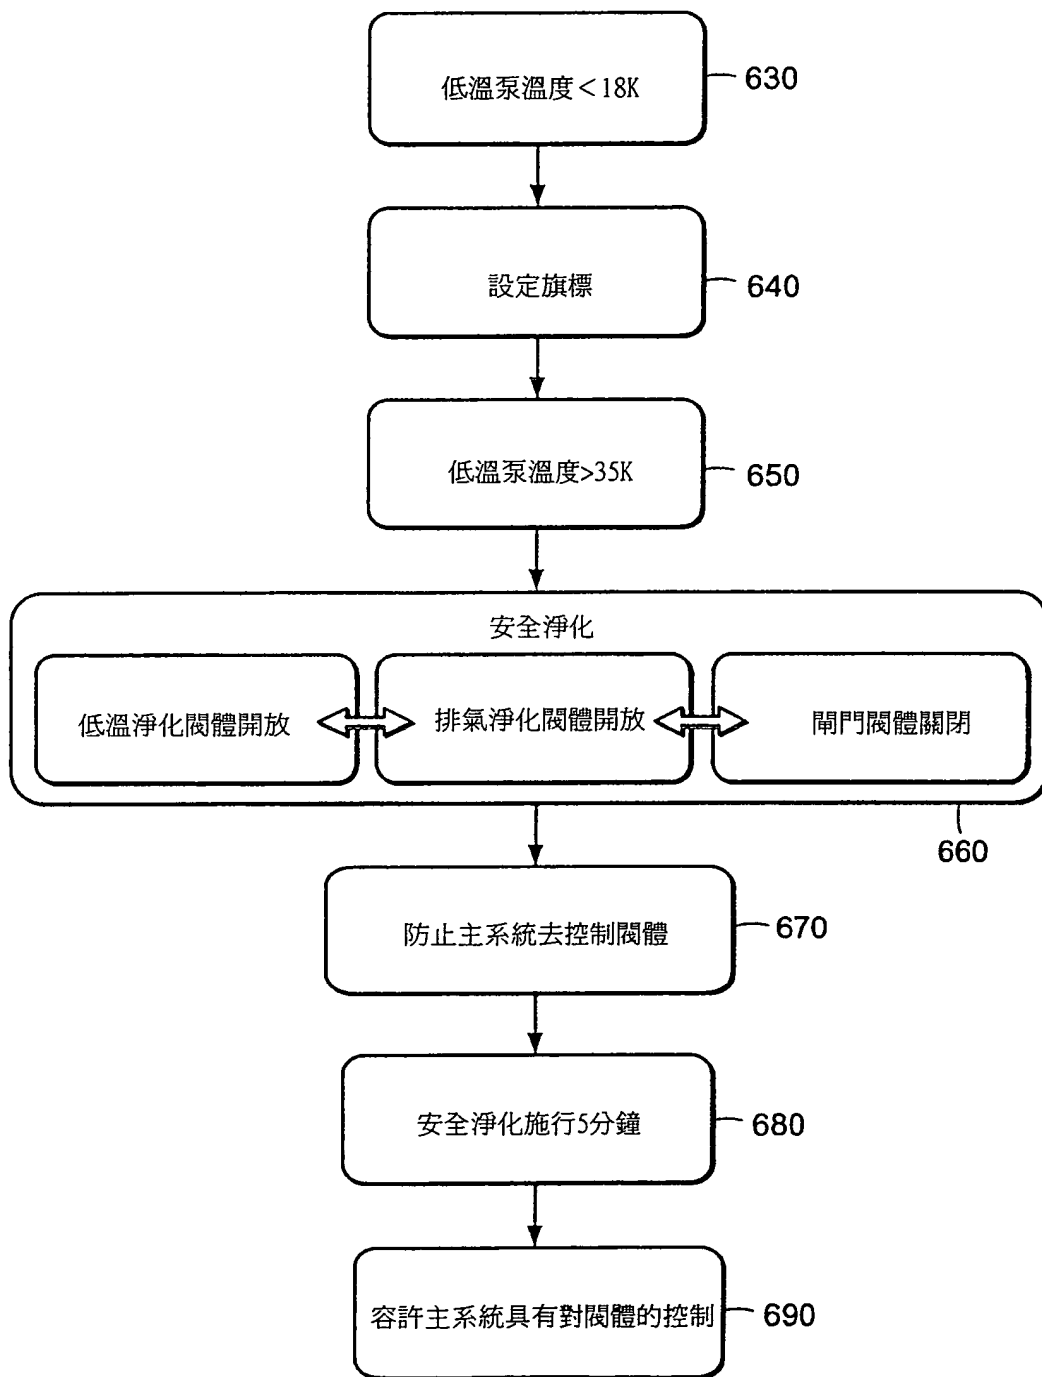 低溫泵溫度＜18K
630
設定旗標
640
低溫泵溫度>35K
650
安全淨化
低溫淨化閥體開放
排氣淨化閥體開放
閘門閥體關閉
660
防止主系統去控制閥體
670
安全淨化施行5分鐘
680
容許主系統具有對閥體的控制
690